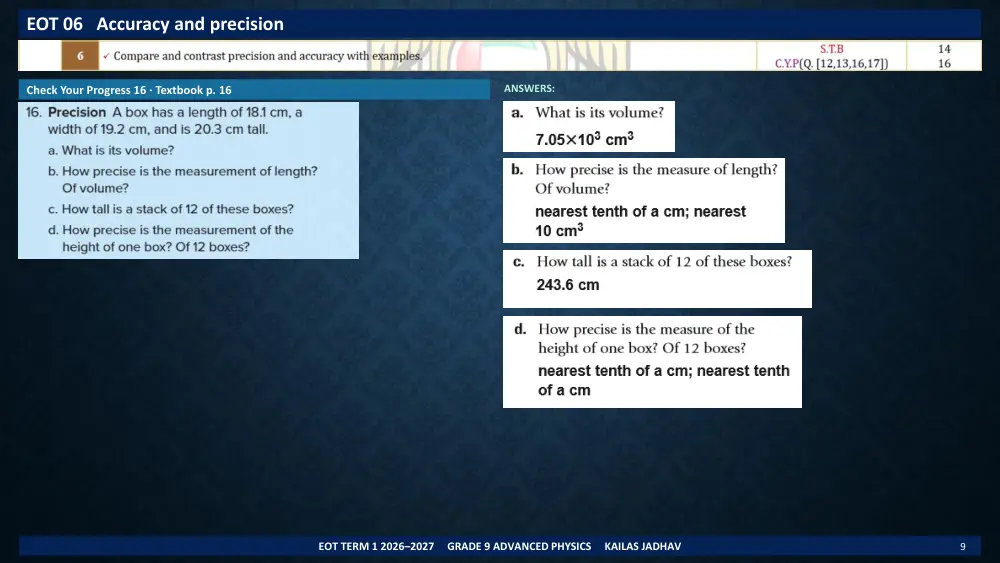 EOT 06 Accuracy and precision
6 ✓ Compare and contrast precision and accuracy with examples. S.T.B 14
C.Y.P(Q. [12,13,16,17]) 16
Check Your Progress 16 · Textbook p. 16
16. Precision A box has a length of 18.1 cm, a
width of 19.2 cm, and is 20.3 cm tall.
a. What is its volume?
b. How precise is the measurement of length?
Of volume?
c. How tall is a stack of 12 of these boxes?
d. How precise is the measurement of the
height of one box? Of 12 boxes?
ANSWERS:
a. What is its volume?
7.05×10³ cm³
b. How precise is the measure of length?
Of volume?
nearest tenth of a cm; nearest
10 cm³
c. How tall is a stack of 12 of these boxes?
243.6 cm
d. How precise is the measure of the
height of one box? Of 12 boxes?
nearest tenth of a cm; nearest tenth
of a cm
EOT TERM 1 2026–2027 GRADE 9 ADVANCED PHYSICS KAILAS JADHAV 9